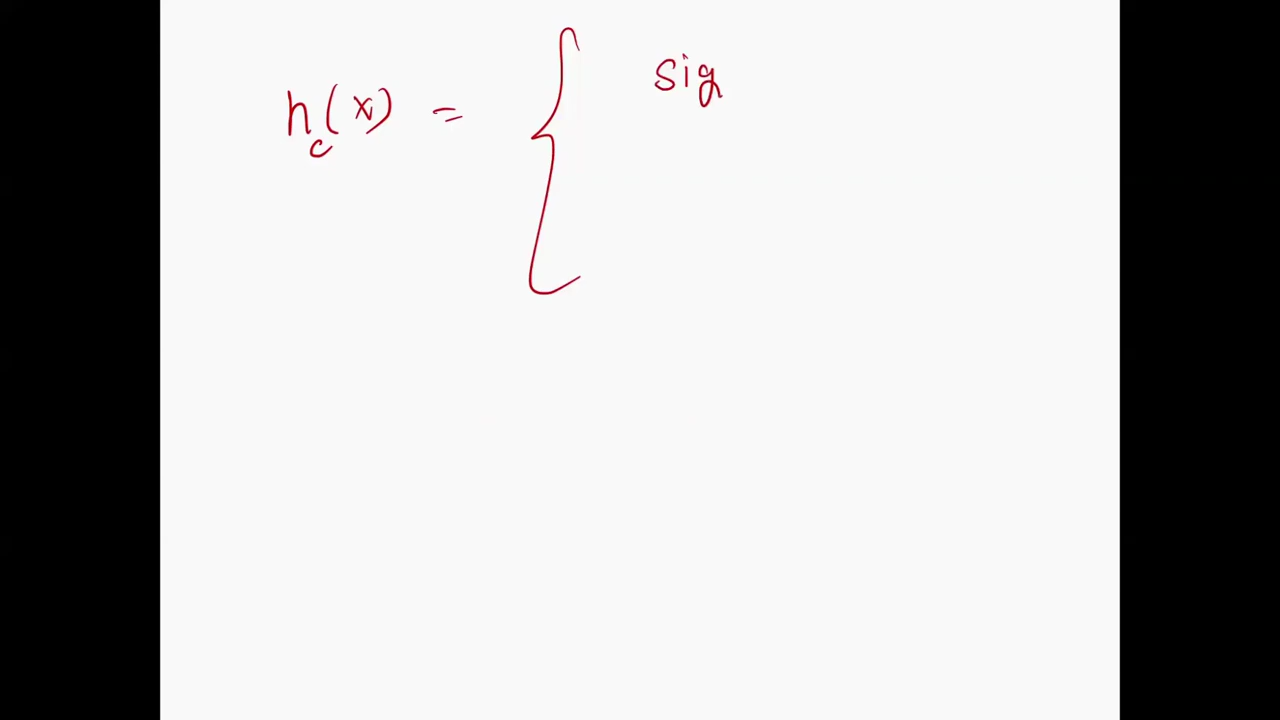 h_c(x) = { sig